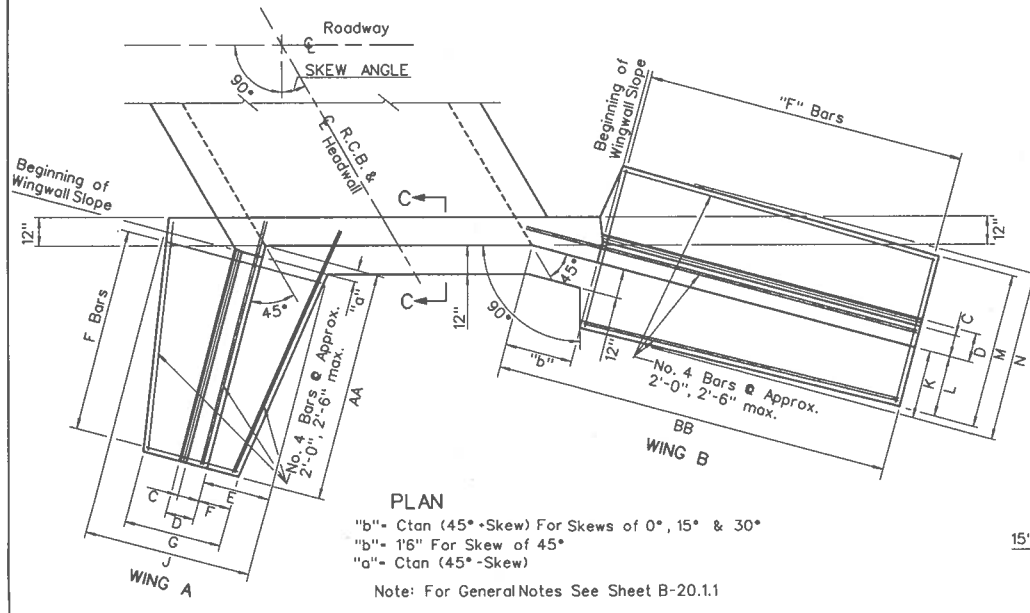 Roadway
℄
SKEW ANGLE
90°
℄ R.C.B. &
Headwall
Beginning of
Wingwall Slope
"F" Bars
Beginning of
Wingwall Slope
12"
C
C
12"
12"
90°
45°
"b"
12"
F Bars
45°
"a"
AA
No. 4 Bars @ Approx.
2'-0", 2'-6" max.
No. 4 Bars @ Approx.
2'-0", 2'-6" max.
BB
WING B
C
D
K
L
M
N
C
D
F
E
G
J
WING A
PLAN
"b"- Ctan (45°+Skew) For Skews of 0°, 15° & 30°
"b"- 1'6" For Skew of 45°
"a"- Ctan (45°-Skew)
Note: For General Notes See Sheet B-20.1.1
15'